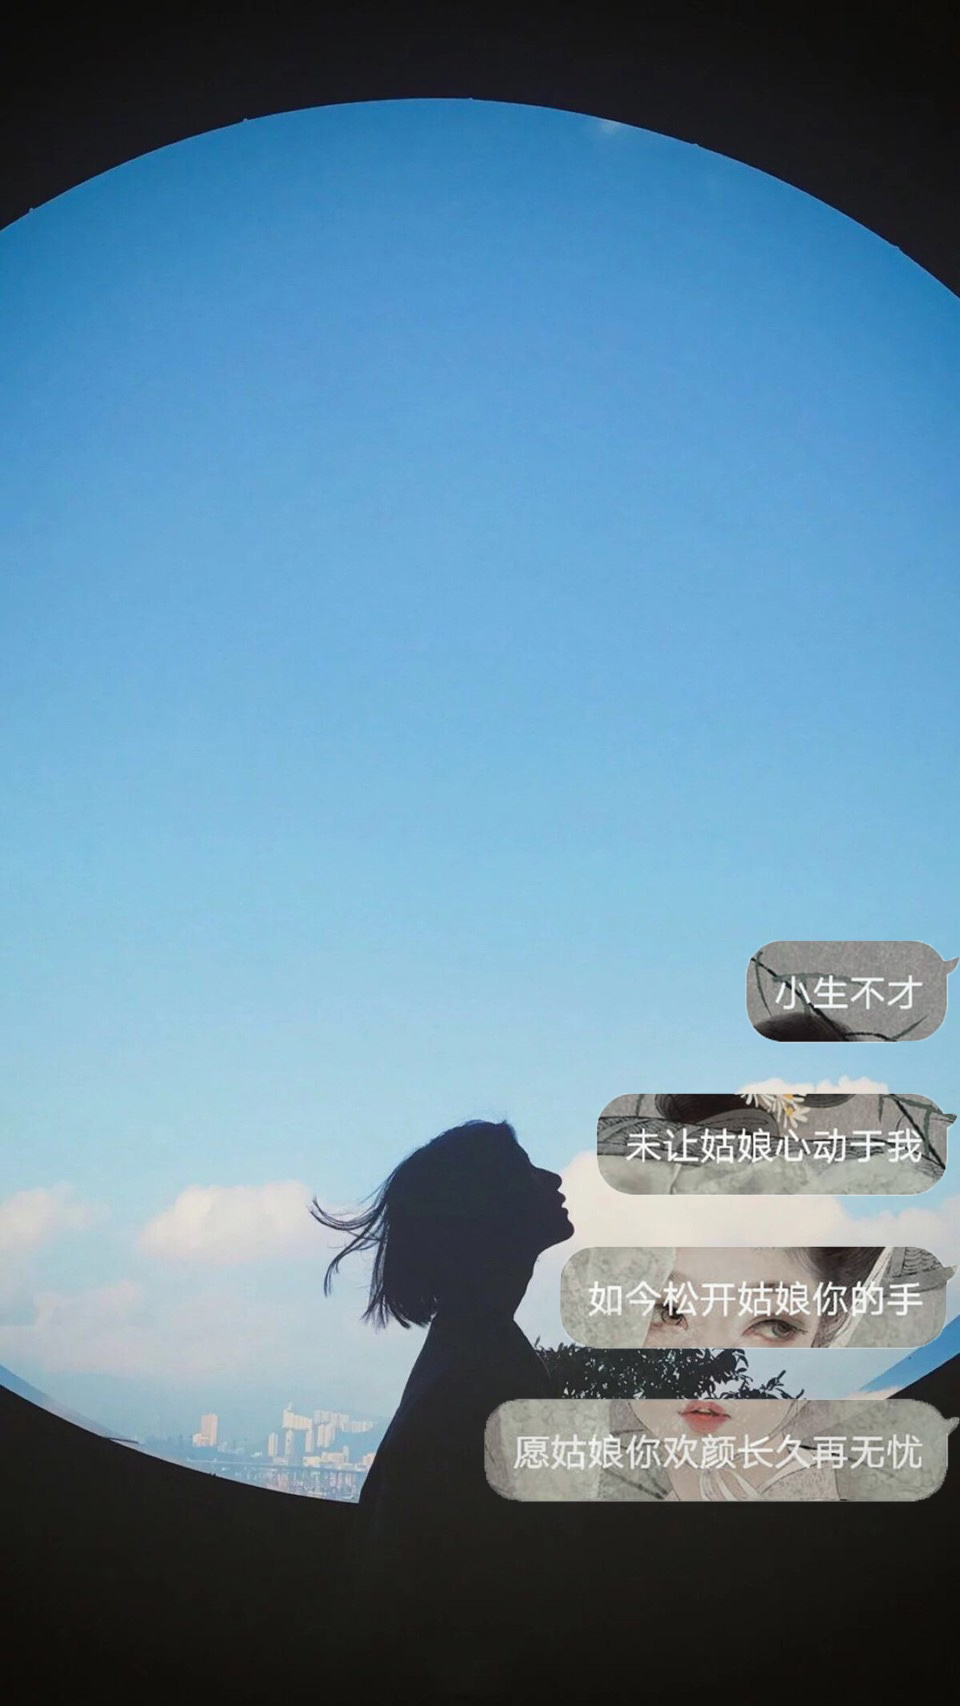 小生不才
未让姑娘心动于我
如今松开姑娘你的手
愿姑娘你欢颜长久再无忧